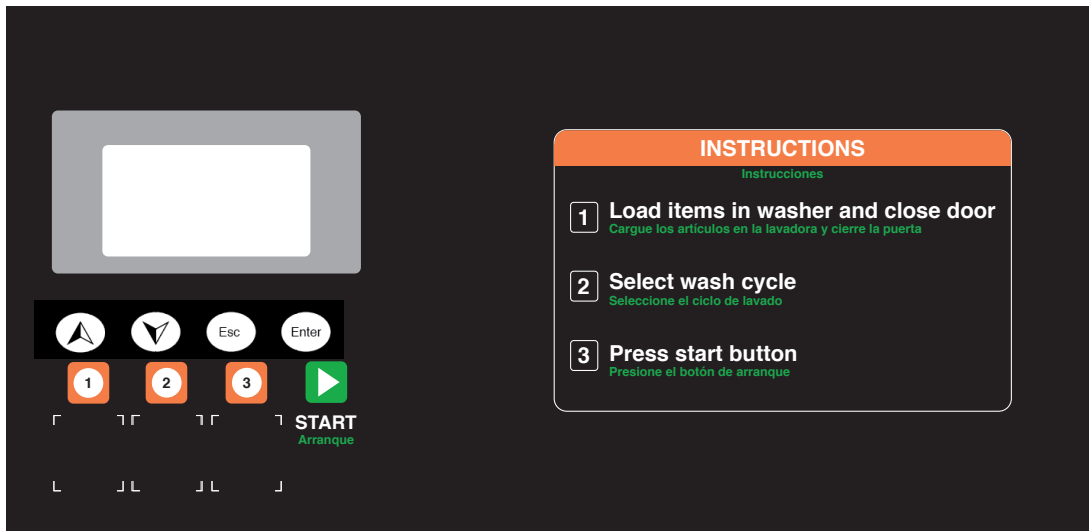 Esc
Enter
1
2
3
START
Arranque
INSTRUCTIONS
Instrucciones
1 Load items in washer and close door
Cargue los artículos en la lavadora y cierre la puerta
2 Select wash cycle
Seleccione el ciclo de lavado
3 Press start button
Presione el botón de arranque